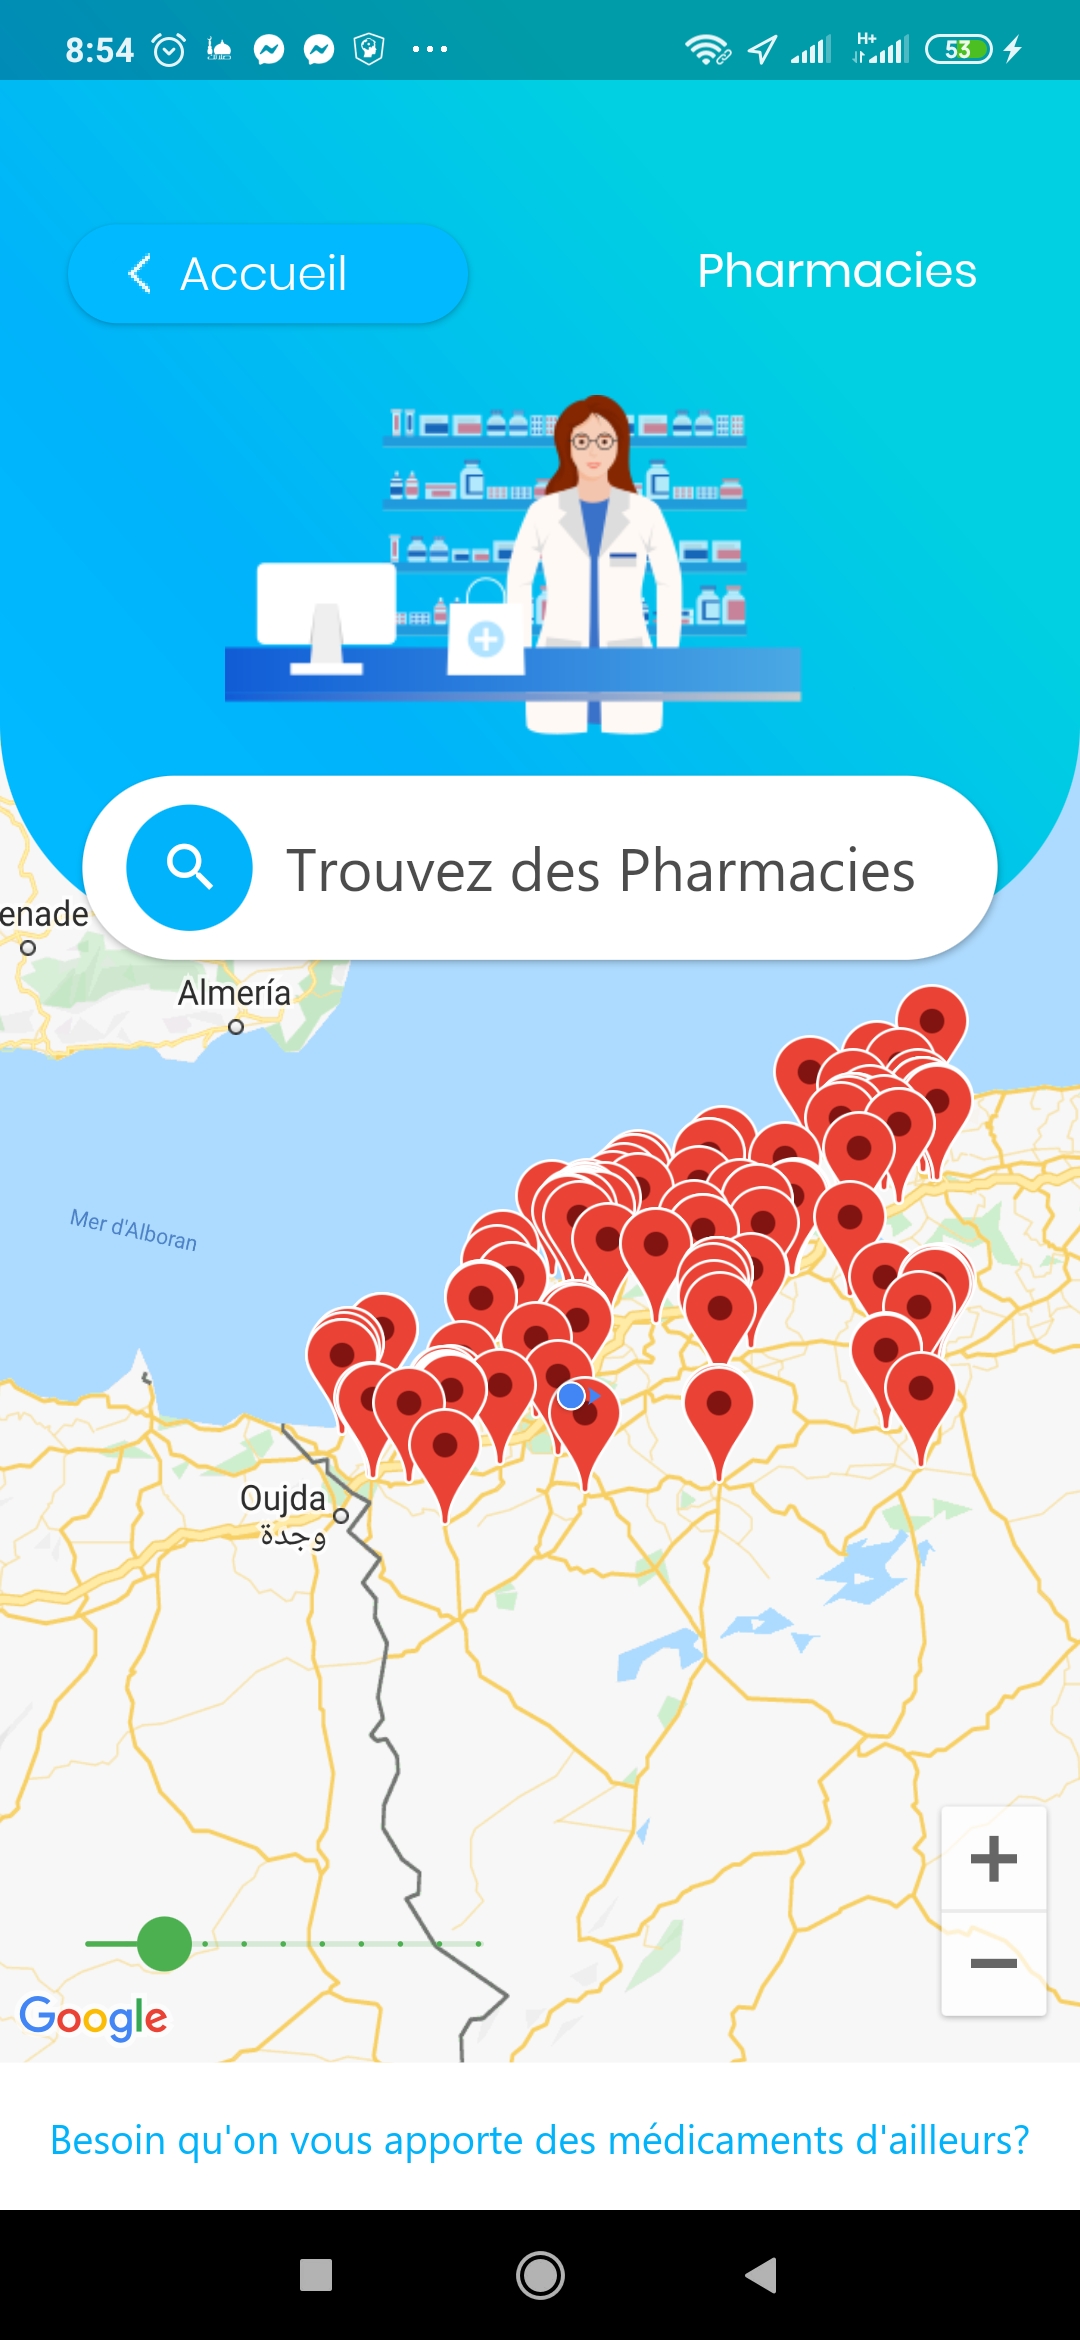 8:54
H+
53
Accueil
Pharmacies
Trouvez des Pharmacies
enade
Almería
Mer d'Alboran
Oujda
وجدة
Google
Besoin qu'on vous apporte des médicaments d'ailleurs?